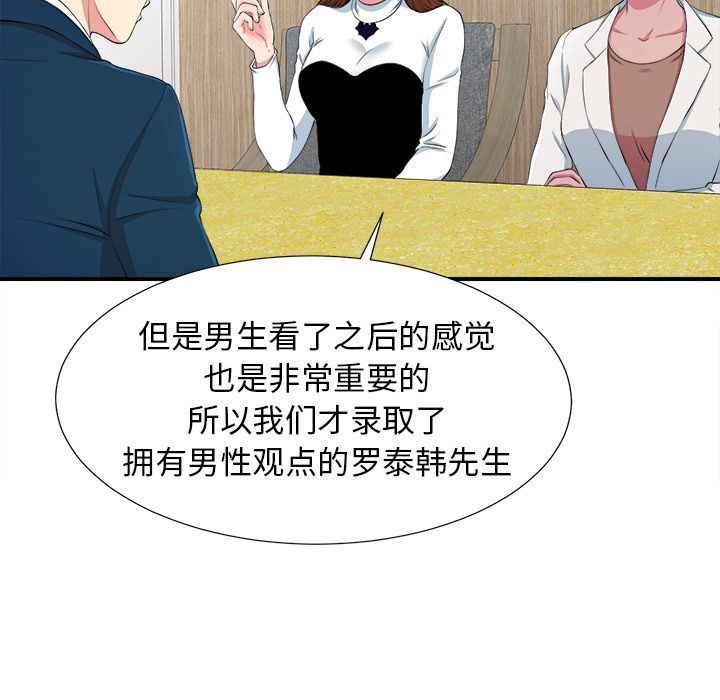 但是男生看了之后的感觉
也是非常重要的
所以我们才录取了
拥有男性观点的罗泰韩先生